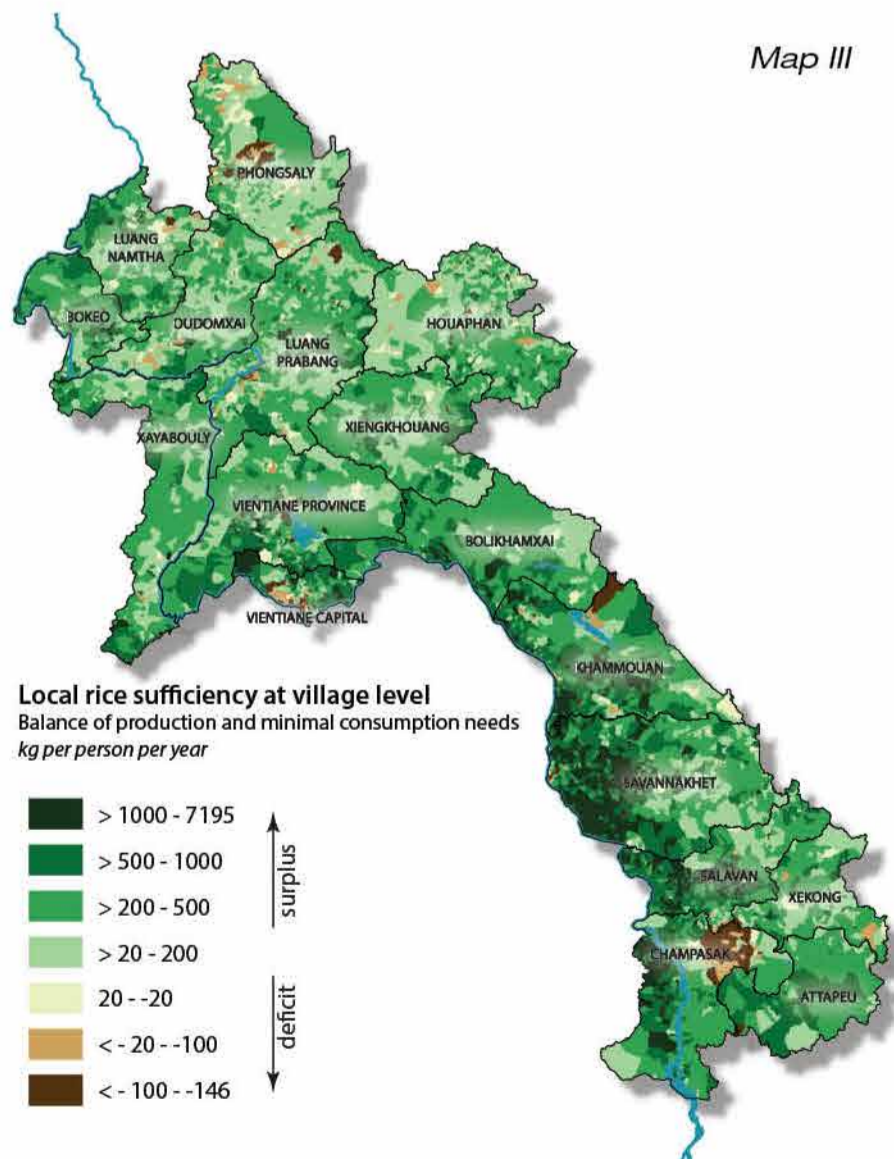 Map III
PHONGSALY
LUANG
NAMTHA
BOKEO
OUDOMXAI
LUANG
PRABANG
HOUAPHAN
XAYABOULY
XIENGKHOUANG
VIENTIANE PROVINCE
BOLIKHAMXAI
VIENTIANE CAPITAL
KHAMMOUAN
SAVANNAKHET
SALAVAN
XEKONG
CHAMPASAK
ATTAPEU
Local rice sufficiency at village level
Balance of production and minimal consumption needs
kg per person per year
> 1000 - 7195
> 500 - 1000
> 200 - 500
> 20 - 200
20 - -20
< - 20 - -100
< - 100 - -146
surplus
deficit